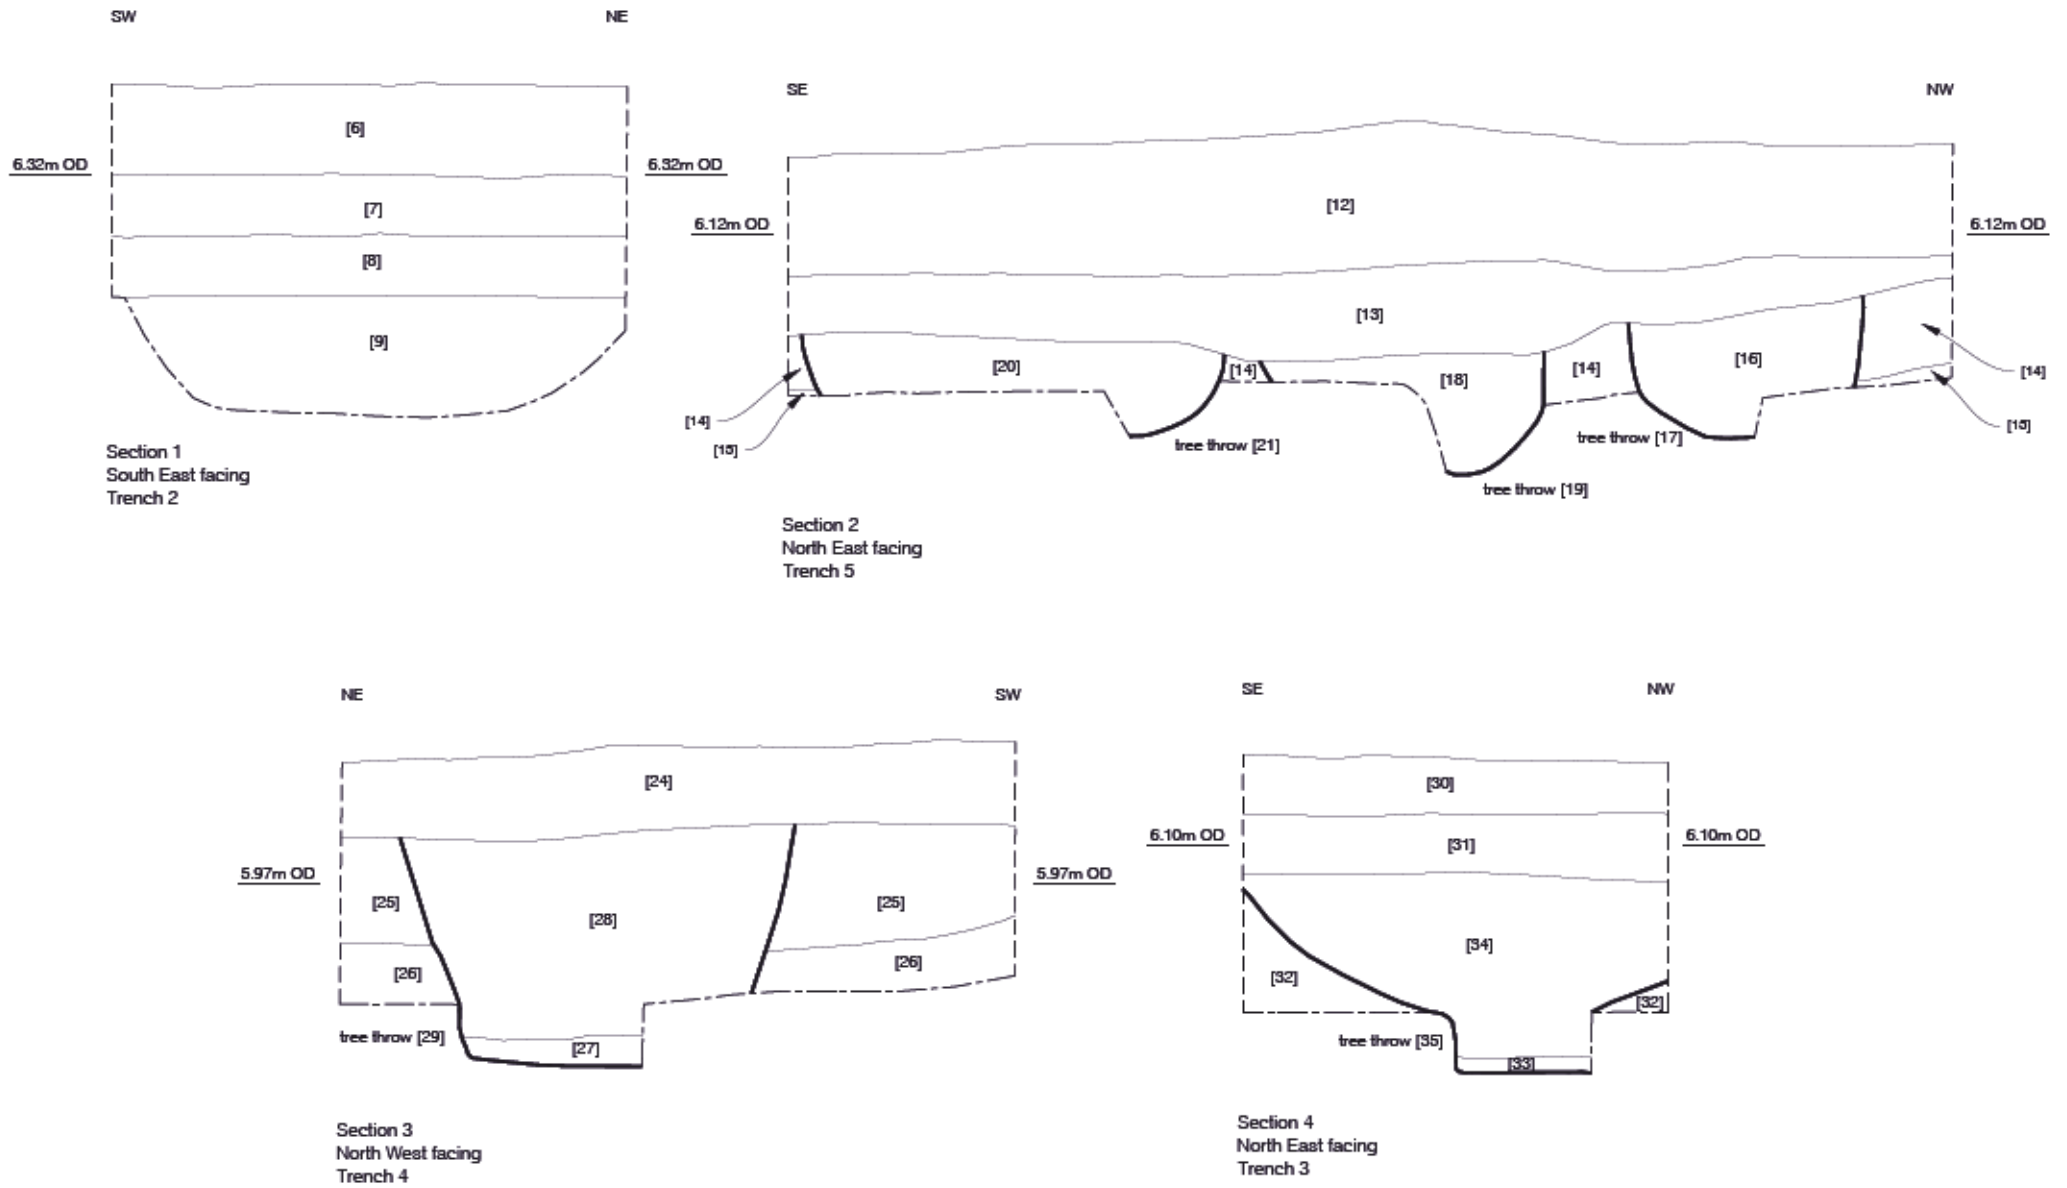 SW NE
[6]
6.32m OD 6.32m OD
[7]
[8]
[9]
Section 1
South East facing
Trench 2
SE NW
[12]
6.12m OD 6.12m OD
[13]
[14]
[15]
[20]
[14]
[18]
[14]
[16]
[14]
[15]
tree throw [21]
tree throw [19]
tree throw [17]
Section 2
North East facing
Trench 5
NE SW
[24]
5.97m OD 5.97m OD
[25] [28] [25]
[26] [26]
tree throw [29]
[27]
Section 3
North West facing
Trench 4
SE NW
[30]
6.10m OD 6.10m OD
[31]
[34]
[32] [32]
tree throw [35]
[33]
Section 4
North East facing
Trench 3